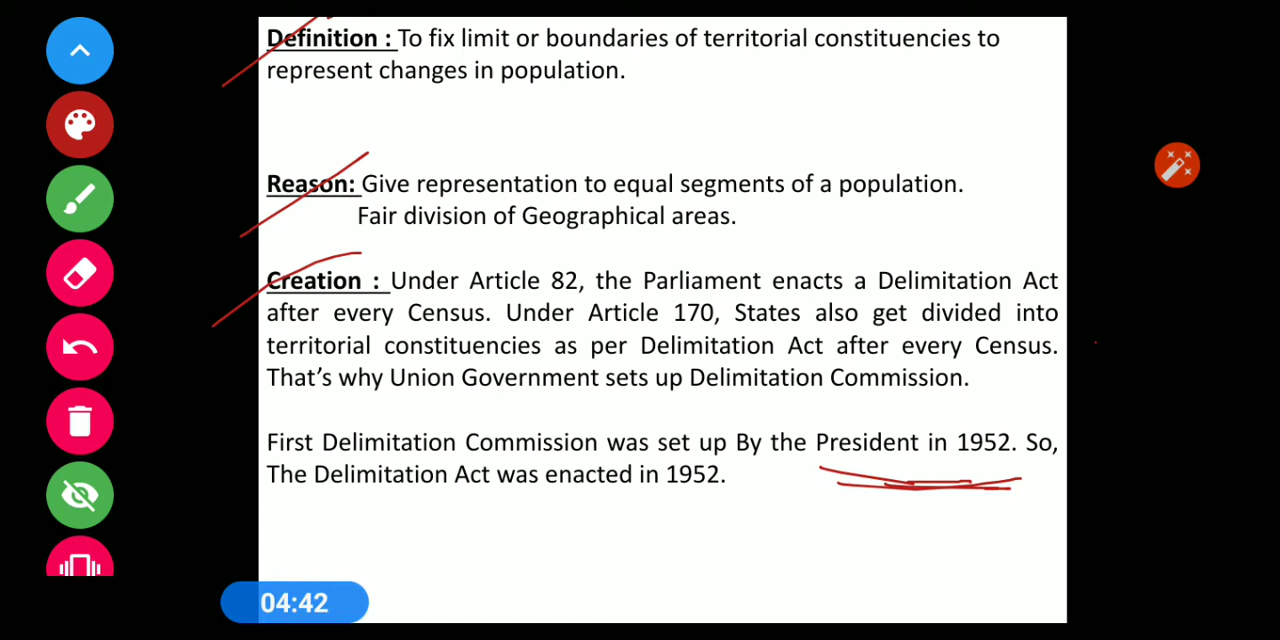 Definition : To fix limit or boundaries of territorial constituencies to
represent changes in population.
Reason: Give representation to equal segments of a population.
Fair division of Geographical areas.
Creation : Under Article 82, the Parliament enacts a Delimitation Act
after every Census. Under Article 170, States also get divided into
territorial constituencies as per Delimitation Act after every Census.
That’s why Union Government sets up Delimitation Commission.
First Delimitation Commission was set up By the President in 1952. So,
The Delimitation Act was enacted in 1952.
04:42